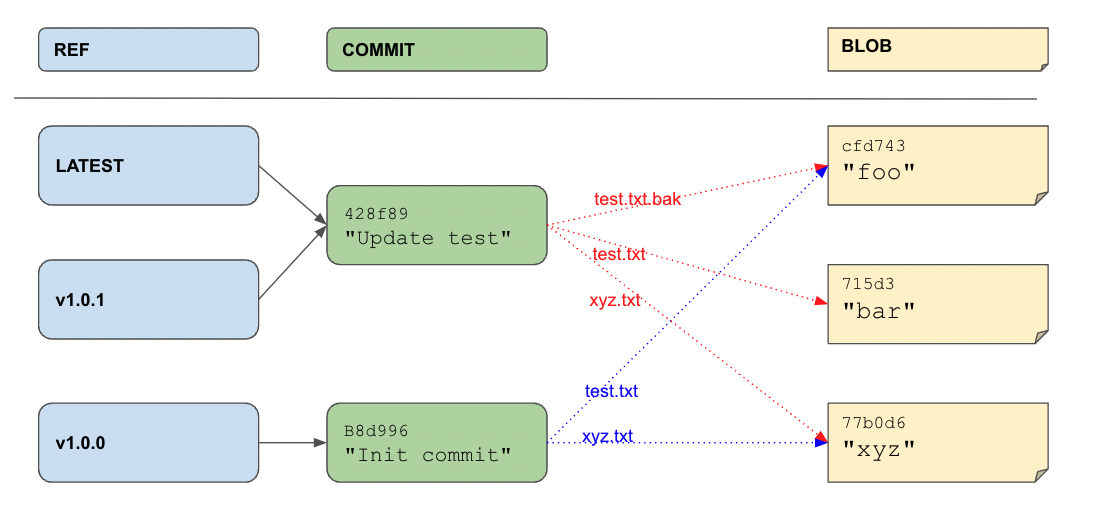 REF
COMMIT
BLOB
LATEST
v1.0.1
v1.0.0
428f89
"Update test"
B8d996
"Init commit"
test.txt.bak
test.txt
xyz.txt
test.txt
xyz.txt
cfd743
"foo"
715d3
"bar"
77b0d6
"xyz"